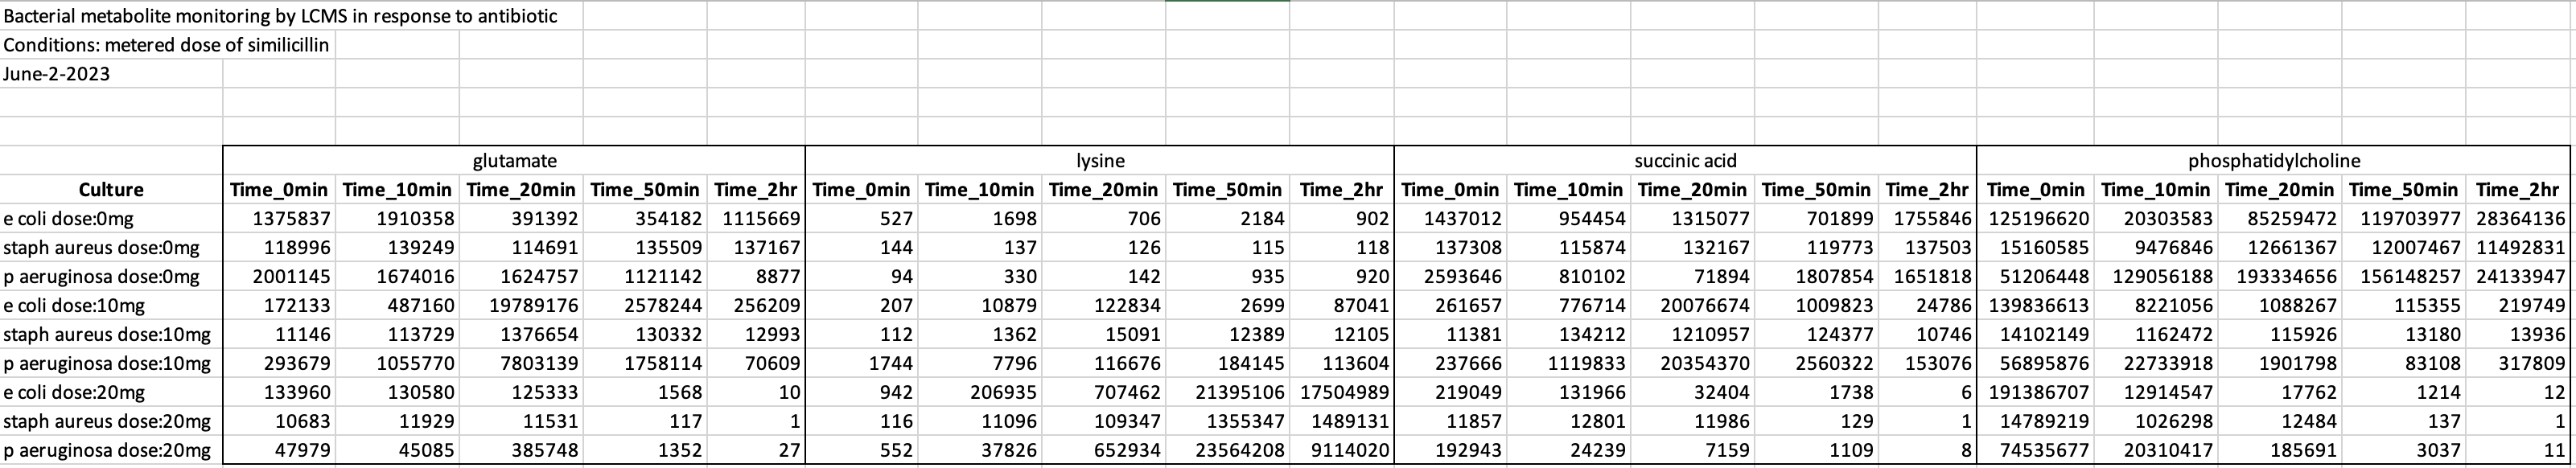 Bacterial metabolite monitoring by LCMS in response to antibiotic
Conditions: metered dose of similicillin
June-2-2023
glutamate lysine succinic acid phosphatidylcholine
Culture Time_0min Time_10min Time_20min Time_50min Time_2hr Time_0min Time_10min Time_20min Time_50min Time_2hr Time_0min Time_10min Time_20min Time_50min Time_2hr Time_0min Time_10min Time_20min Time_50min Time_2hr
e coli dose:0mg 1375837 1910358 391392 354182 1115669 527 1698 706 2184 902 1437012 954454 1315077 701899 1755846 125196620 20303583 85259472 119703977 28364136
staph aureus dose:0mg 118996 139249 114691 135509 137167 144 137 126 115 118 137308 115874 132167 119773 137503 15160585 9476846 12661367 12007467 11492831
p aeruginosa dose:0mg 2001145 1674016 1624757 1121142 8877 94 330 142 935 920 2593646 810102 71894 1807854 1651818 51206448 129056188 193334656 156148257 24133947
e coli dose:10mg 172133 487160 19789176 2578244 256209 207 10879 122834 2699 87041 261657 776714 20076674 1009823 24786 139836613 8221056 1088267 115355 219749
staph aureus dose:10mg 11146 113729 1376654 130332 12993 112 1362 15091 12389 12105 11381 134212 1210957 124377 10746 14102149 1162472 115926 13180 13936
p aeruginosa dose:10mg 293679 1055770 7803139 1758114 70609 1744 7796 116676 184145 113604 237666 1119833 20354370 2560322 153076 56895876 22733918 1901798 83108 317809
e coli dose:20mg 133960 130580 125333 1568 10 942 206935 707462 21395106 17504989 219049 131966 32404 1738 6 191386707 12914547 17762 1214 12
staph aureus dose:20mg 10683 11929 11531 117 1 116 11096 109347 1355347 1489131 11857 12801 11986 129 1 14789219 1026298 12484 137 1
p aeruginosa dose:20mg 47979 45085 385748 1352 27 552 37826 652934 23564208 9114020 192943 24239 7159 1109 8 74535677 20310417 185691 3037 11